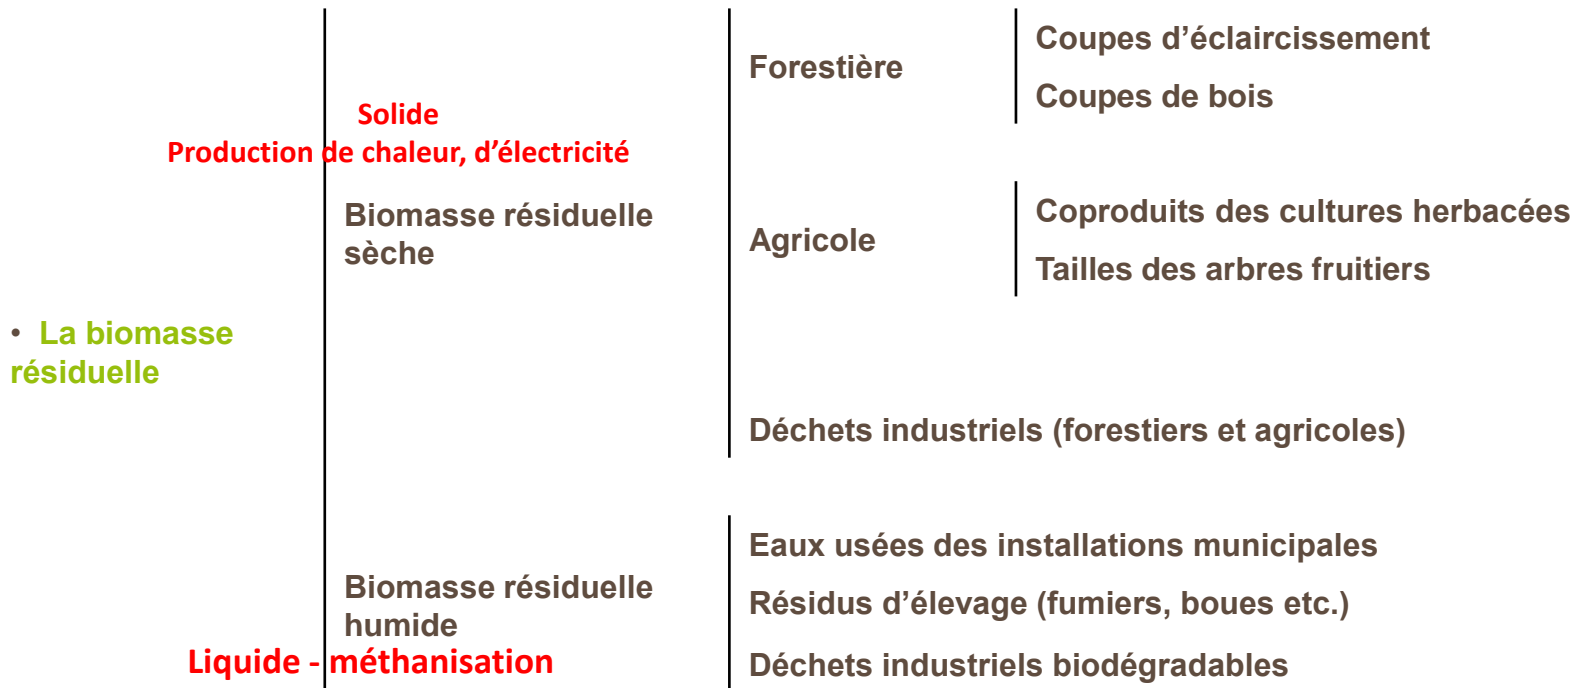 • La biomasse
résiduelle
Solide
Production de chaleur, d’électricité
Biomasse résiduelle
sèche
Forestière
Coupes d’éclaircissement
Coupes de bois
Agricole
Coproduits des cultures herbacées
Tailles des arbres fruitiers
Déchets industriels (forestiers et agricoles)
Biomasse résiduelle
humide
Liquide - méthanisation
Eaux usées des installations municipales
Résidus d’élevage (fumiers, boues etc.)
Déchets industriels biodégradables